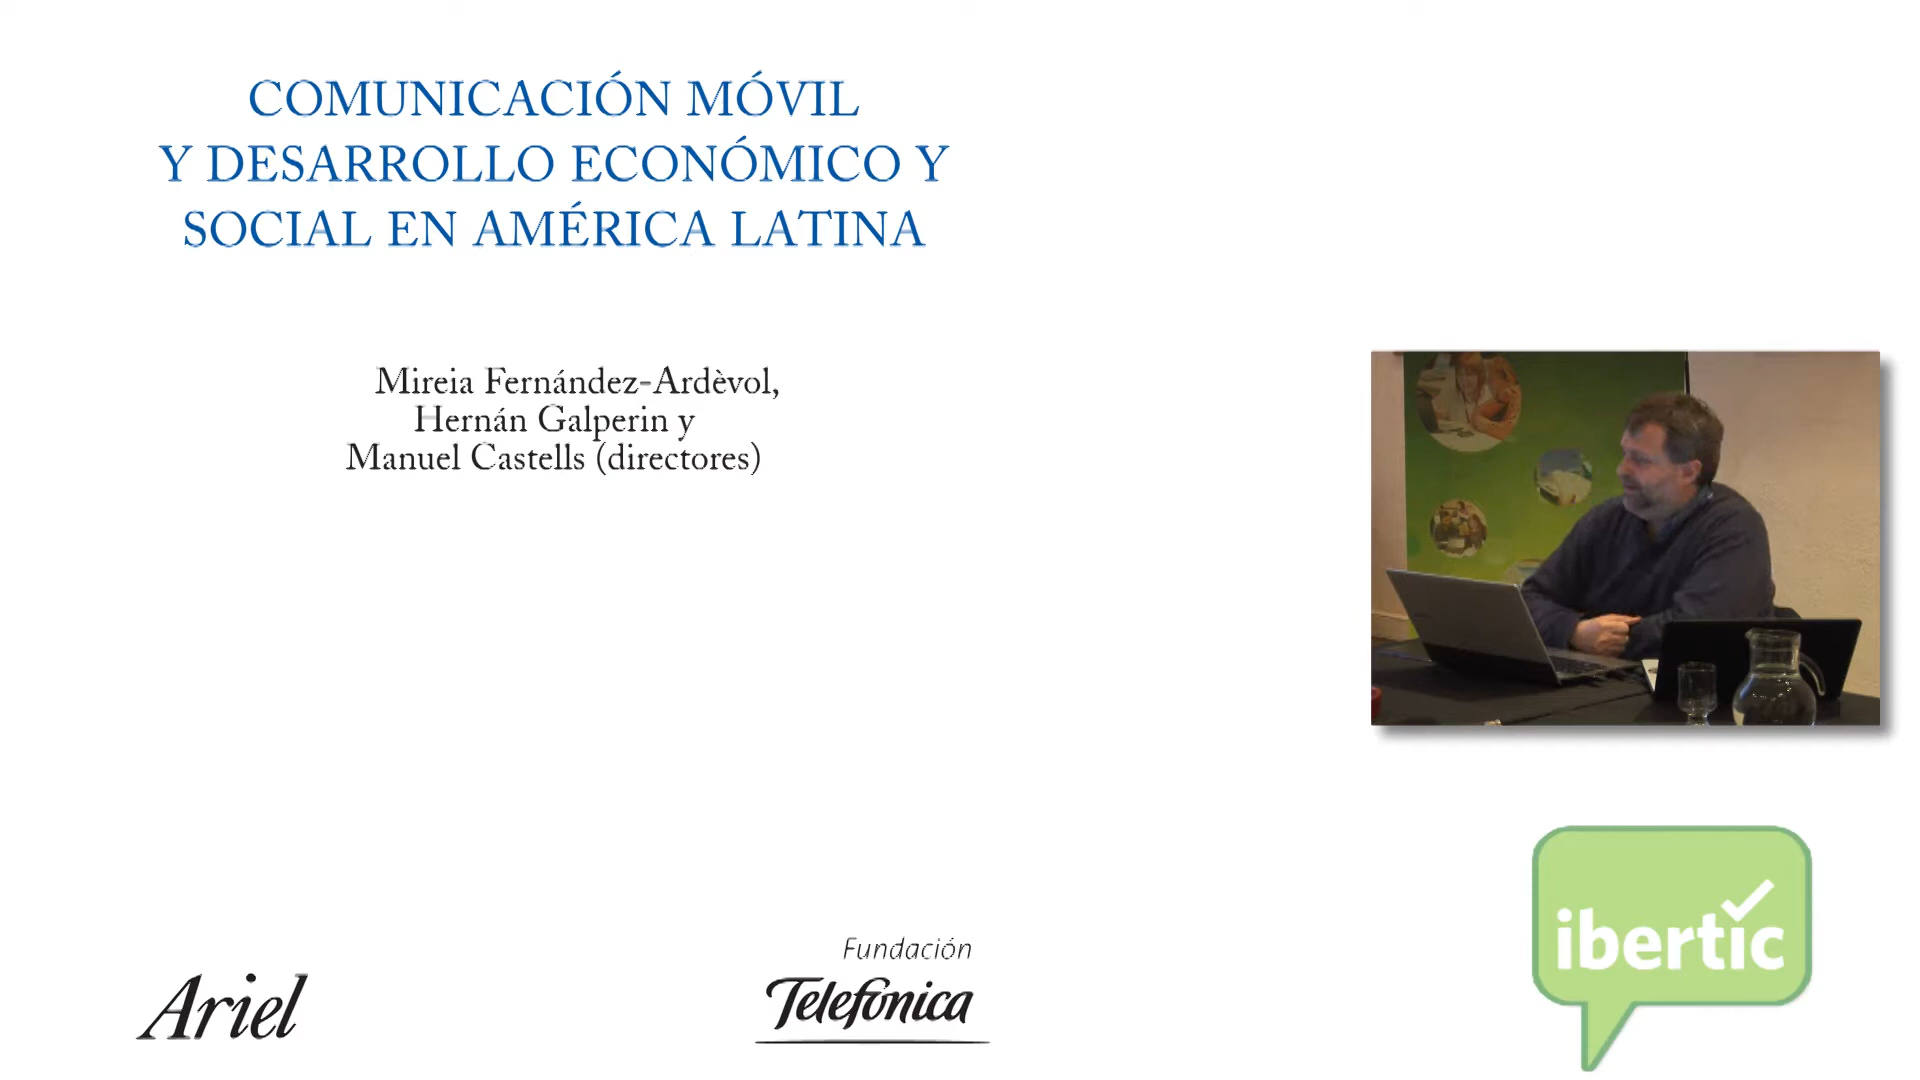 COMUNICACIÓN MÓVIL
Y DESARROLLO ECONÓMICO Y
SOCIAL EN AMÉRICA LATINA
Mireia Fernández-Ardèvol,
Hernán Galperin y
Manuel Castells (directores)
Ariel
Fundación
Telefónica
ibertic